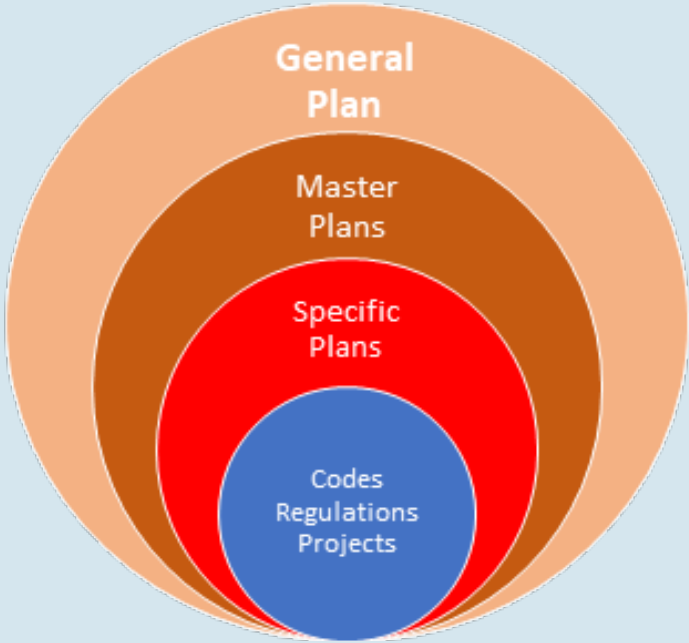 General
Plan
Master
Plans
Specific
Plans
Codes
Regulations
Projects